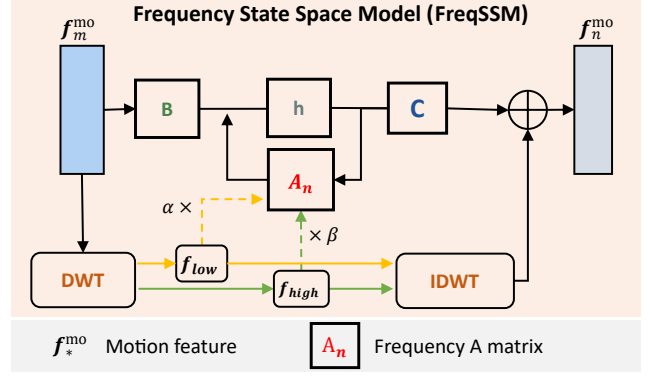 Frequency State Space Model (FreqSSM)
f_m^mo
f_n^mo
B
h
C
A_n
α ×
× β
DWT
f_low
f_high
IDWT
f_*^mo Motion feature
A_n Frequency A matrix